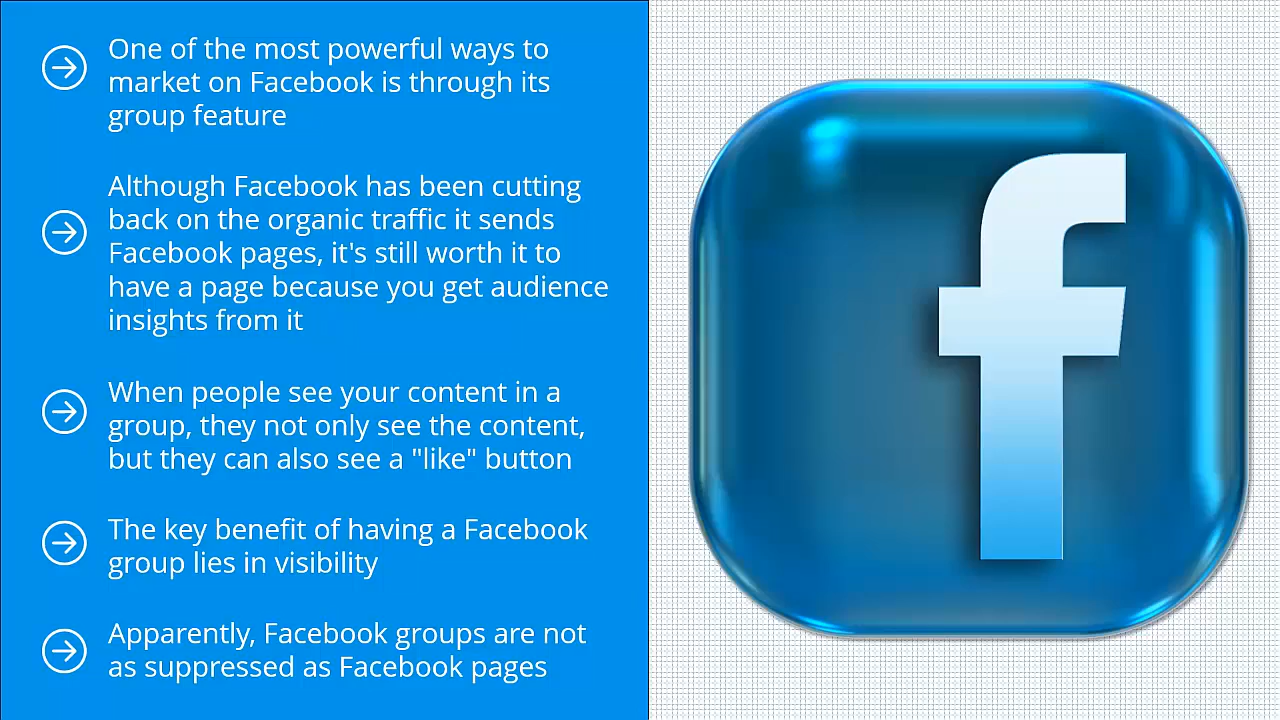 One of the most powerful ways to
market on Facebook is through its
group feature
Although Facebook has been cutting
back on the organic traffic it sends
Facebook pages, it's still worth it to
have a page because you get audience
insights from it
When people see your content in a
group, they not only see the content,
but they can also see a "like" button
The key benefit of having a Facebook
group lies in visibility
Apparently, Facebook groups are not
as suppressed as Facebook pages
f